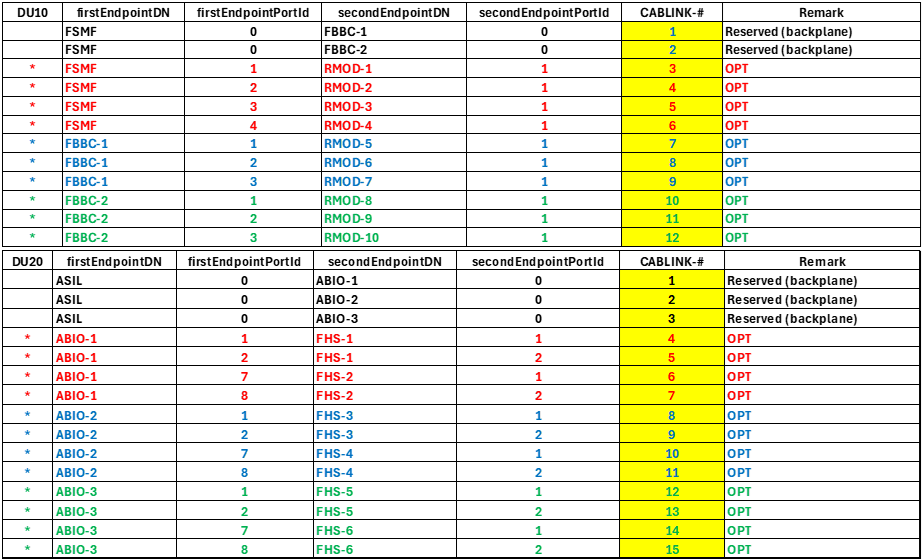 DU10 firstEndpointDN firstEndpointPortId secondEndpointDN secondEndpointPortId CABLINK-# Remark
FSMF 0 FBBC-1 0 1 Reserved (backplane)
FSMF 0 FBBC-2 0 2 Reserved (backplane)
* FSMF 1 RMOD-1 1 3 OPT
* FSMF 2 RMOD-2 1 4 OPT
* FSMF 3 RMOD-3 1 5 OPT
* FSMF 4 RMOD-4 1 6 OPT
* FBBC-1 1 RMOD-5 1 7 OPT
* FBBC-1 2 RMOD-6 1 8 OPT
* FBBC-1 3 RMOD-7 1 9 OPT
* FBBC-2 1 RMOD-8 1 10 OPT
* FBBC-2 2 RMOD-9 1 11 OPT
* FBBC-2 3 RMOD-10 1 12 OPT
DU20 firstEndpointDN firstEndpointPortId secondEndpointDN secondEndpointPortId CABLINK-# Remark
ASIL 0 ABIO-1 0 1 Reserved (backplane)
ASIL 0 ABIO-2 0 2 Reserved (backplane)
ASIL 0 ABIO-3 0 3 Reserved (backplane)
* ABIO-1 1 FHS-1 1 4 OPT
* ABIO-1 2 FHS-1 2 5 OPT
* ABIO-1 7 FHS-2 1 6 OPT
* ABIO-1 8 FHS-2 2 7 OPT
* ABIO-2 1 FHS-3 1 8 OPT
* ABIO-2 2 FHS-3 2 9 OPT
* ABIO-2 7 FHS-4 1 10 OPT
* ABIO-2 8 FHS-4 2 11 OPT
* ABIO-3 1 FHS-5 1 12 OPT
* ABIO-3 2 FHS-5 2 13 OPT
* ABIO-3 7 FHS-6 1 14 OPT
* ABIO-3 8 FHS-6 2 15 OPT